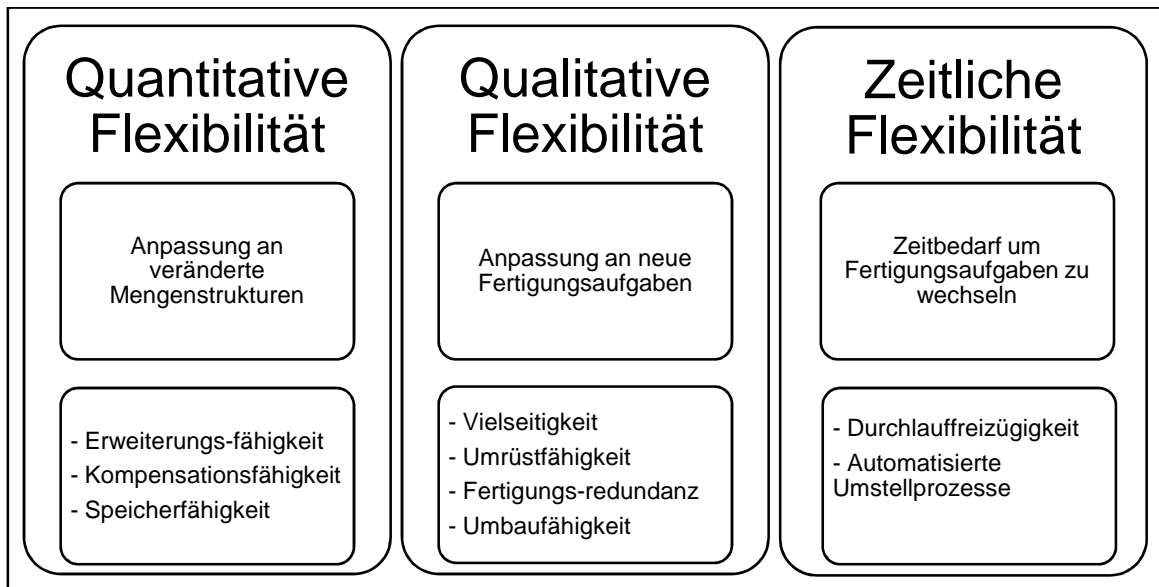 Quantitative
Flexibilität
Anpassung an
veränderte
Mengenstrukturen
- Erweiterungs-fähigkeit
- Kompensationsfähigkeit
- Speicherfähigkeit
Qualitative
Flexibilität
Anpassung an neue
Fertigungsaufgaben
- Vielseitigkeit
- Umrüstfähigkeit
- Fertigungs-redundanz
- Umbaufähigkeit
Zeitliche
Flexibilität
Zeitbedarf um
Fertigungsaufgaben zu
wechseln
- Durchlauffreizügigkeit
- Automatisierte
Umstellprozesse